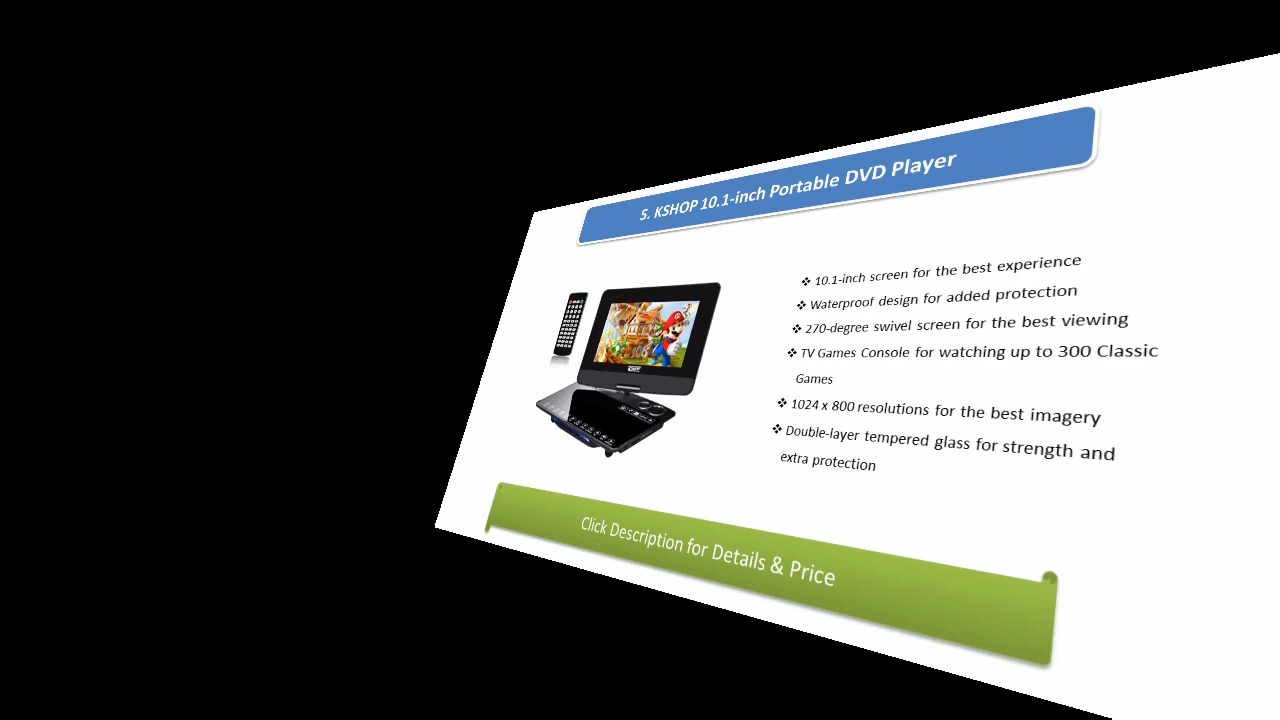 5. KSHOP 10.1-inch Portable DVD Player
❖ 10.1-inch screen for the best experience
❖ Waterproof design for added protection
❖ 270-degree swivel screen for the best viewing
❖ TV Games Console for watching up to 300 Classic
Games
❖ 1024 x 800 resolutions for the best imagery
❖ Double-layer tempered glass for strength and
extra protection
Click Description for Details & Price